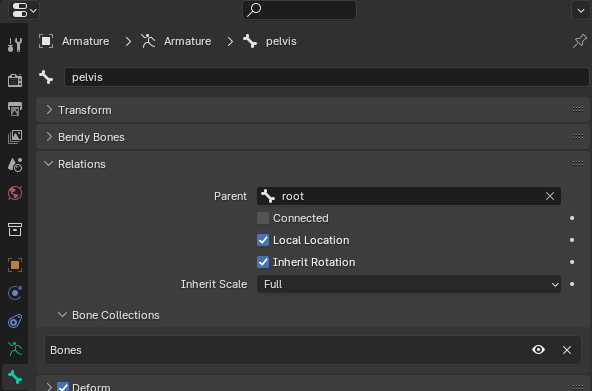 Armature Armature pelvis
pelvis
Transform
Bendy Bones
Relations
Parent root
Connected
Local Location
Inherit Rotation
Inherit Scale Full
Bone Collections
Bones
Deform